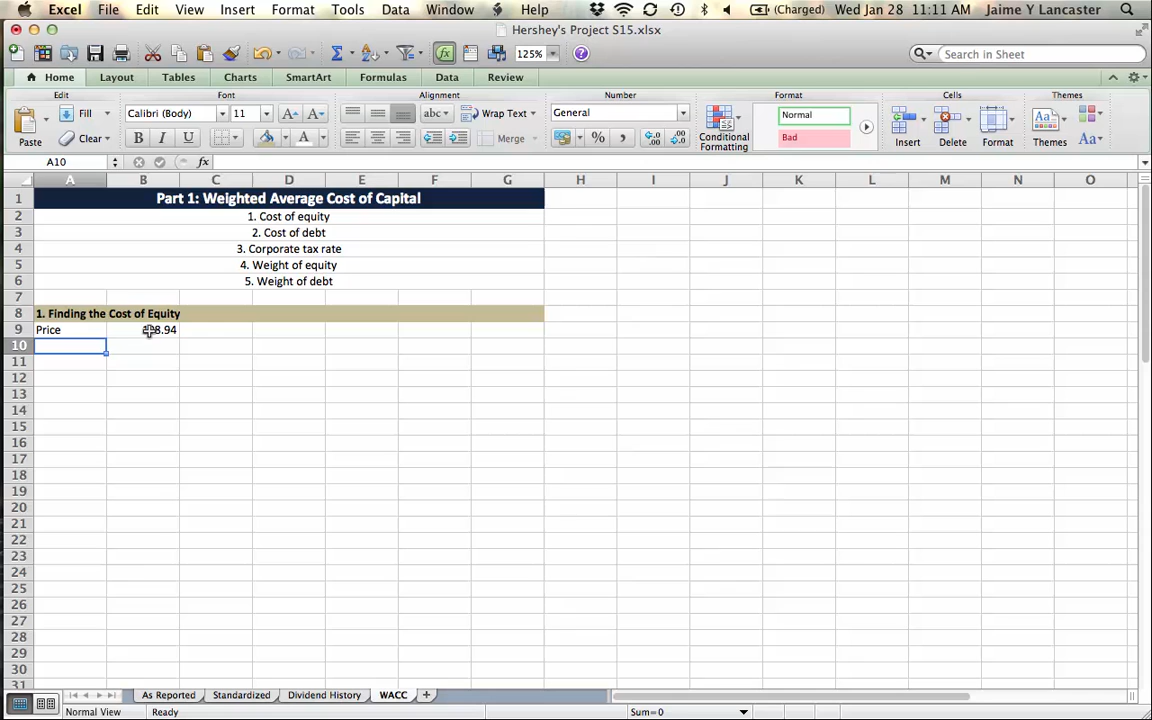 Excel File Edit View Insert Format Tools Data Window Help (Charged) Wed Jan 28 11:11 AM Jaime Y Lancaster
Hershey's Project S15.xlsx
125% Search in Sheet
Home Layout Tables Charts SmartArt Formulas Data Review
Edit Font Alignment Number Format Cells Themes
Paste Fill Clear Calibri (Body) 11 A A abc Wrap Text General Conditional Formatting Normal Insert Delete Format Themes Aa
B I U A Merge % , Bad Aa
A10 fx
A B C D E F G H I J K L M N O
1 Part 1: Weighted Average Cost of Capital
2 1. Cost of equity
3 2. Cost of debt
4 3. Corporate tax rate
5 4. Weight of equity
6 5. Weight of debt
7
8 1. Finding the Cost of Equity
9 Price 8.94
10
11
12
13
14
15
16
17
18
19
20
21
22
23
24
25
26
27
28
29
30
31
As Reported Standardized Dividend History WACC
Normal View Ready Sum=0